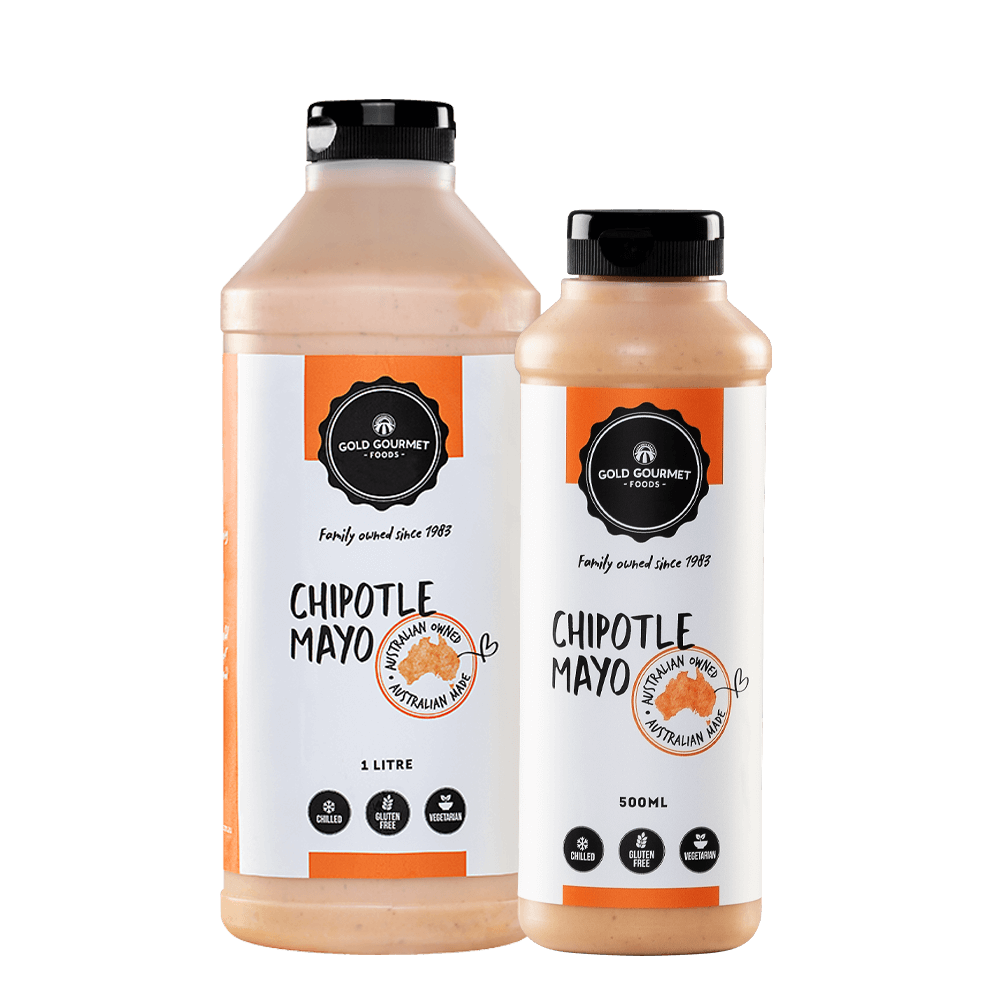 GOLD GOURMET
- FOODS -
Family owned since 1983
CHIPOTLE
MAYO
AUSTRALIAN OWNED
• AUSTRALIAN MADE •
1 LITRE
CHILLED
GLUTEN
FREE
VEGETARIAN
GOLD GOURMET
- FOODS -
Family owned since 1983
CHIPOTLE
MAYO
AUSTRALIAN OWNED
• AUSTRALIAN MADE •
500ML
CHILLED
GLUTEN
FREE
VEGETARIAN